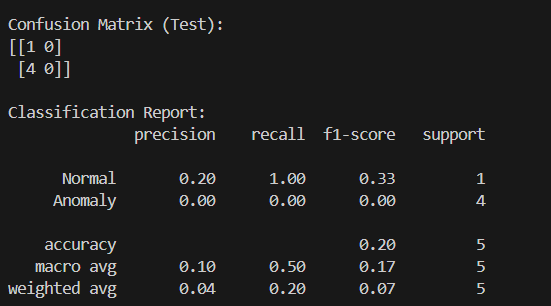 Confusion Matrix (Test):
[[1 0]
 [4 0]]
Classification Report:
              precision    recall  f1-score   support
      Normal       0.20      1.00      0.33         1
     Anomaly       0.00      0.00      0.00         4
    accuracy                           0.20         5
   macro avg       0.10      0.50      0.17         5
weighted avg       0.04      0.20      0.07         5